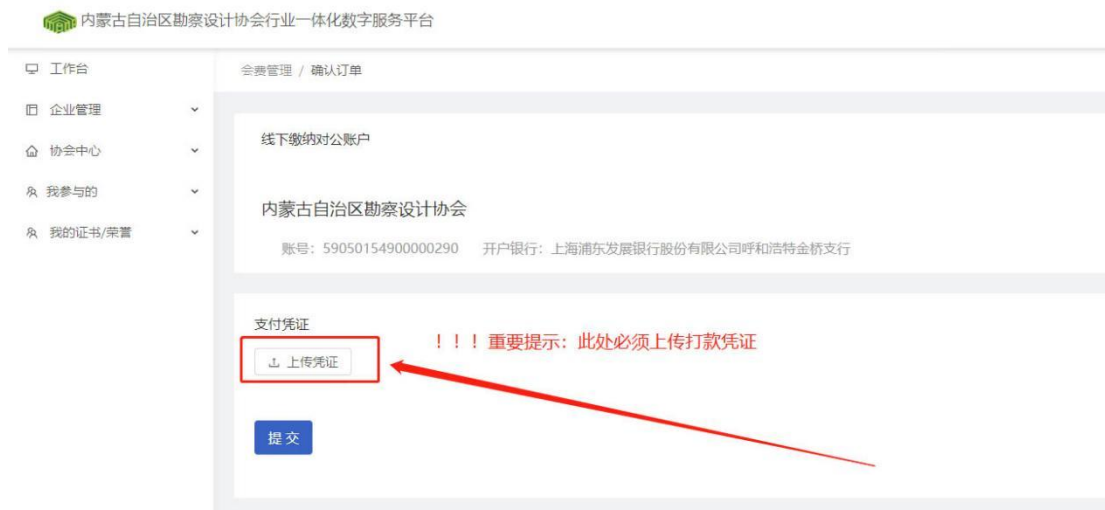 内蒙古自治区勘察设计协会行业一体化数字服务平台
工作台
会费管理 / 确认订单
企业管理
协会中心
我参与的
我的证书/荣誉
线下缴纳对公账户
内蒙古自治区勘察设计协会
账号：59050154900000290 开户银行：上海浦东发展银行股份有限公司呼和浩特金桥支行
支付凭证
！！！重要提示：此处必须上传打款凭证
上传凭证
提交